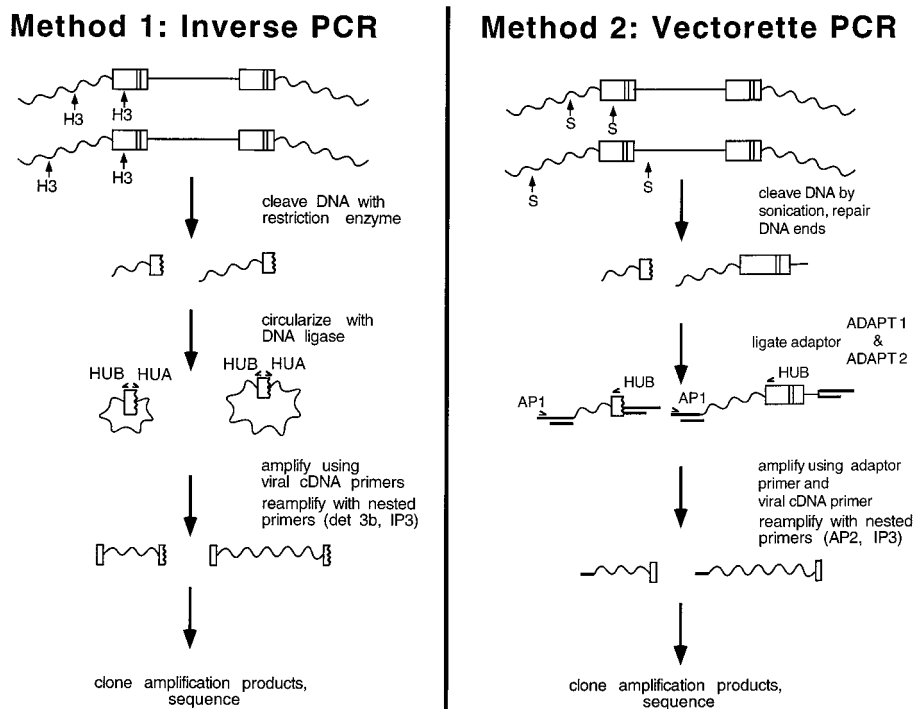 Method 1: Inverse PCR
H3
H3
H3
H3
cleave DNA with
restriction enzyme
circularize with
DNA ligase
HUB HUA
HUB HUA
amplify using
viral cDNA primers
reamplify with nested
primers (det 3b, IP3)
clone amplification products,
sequence
Method 2: Vectorette PCR
S
S
S
S
cleave DNA by
sonication, repair
DNA ends
ligate adaptor
ADAPT 1
&
ADAPT 2
AP1
HUB
AP1
HUB
amplify using adaptor
primer and
viral cDNA primer
reamplify with nested
primers (AP2, IP3)
clone amplification products,
sequence